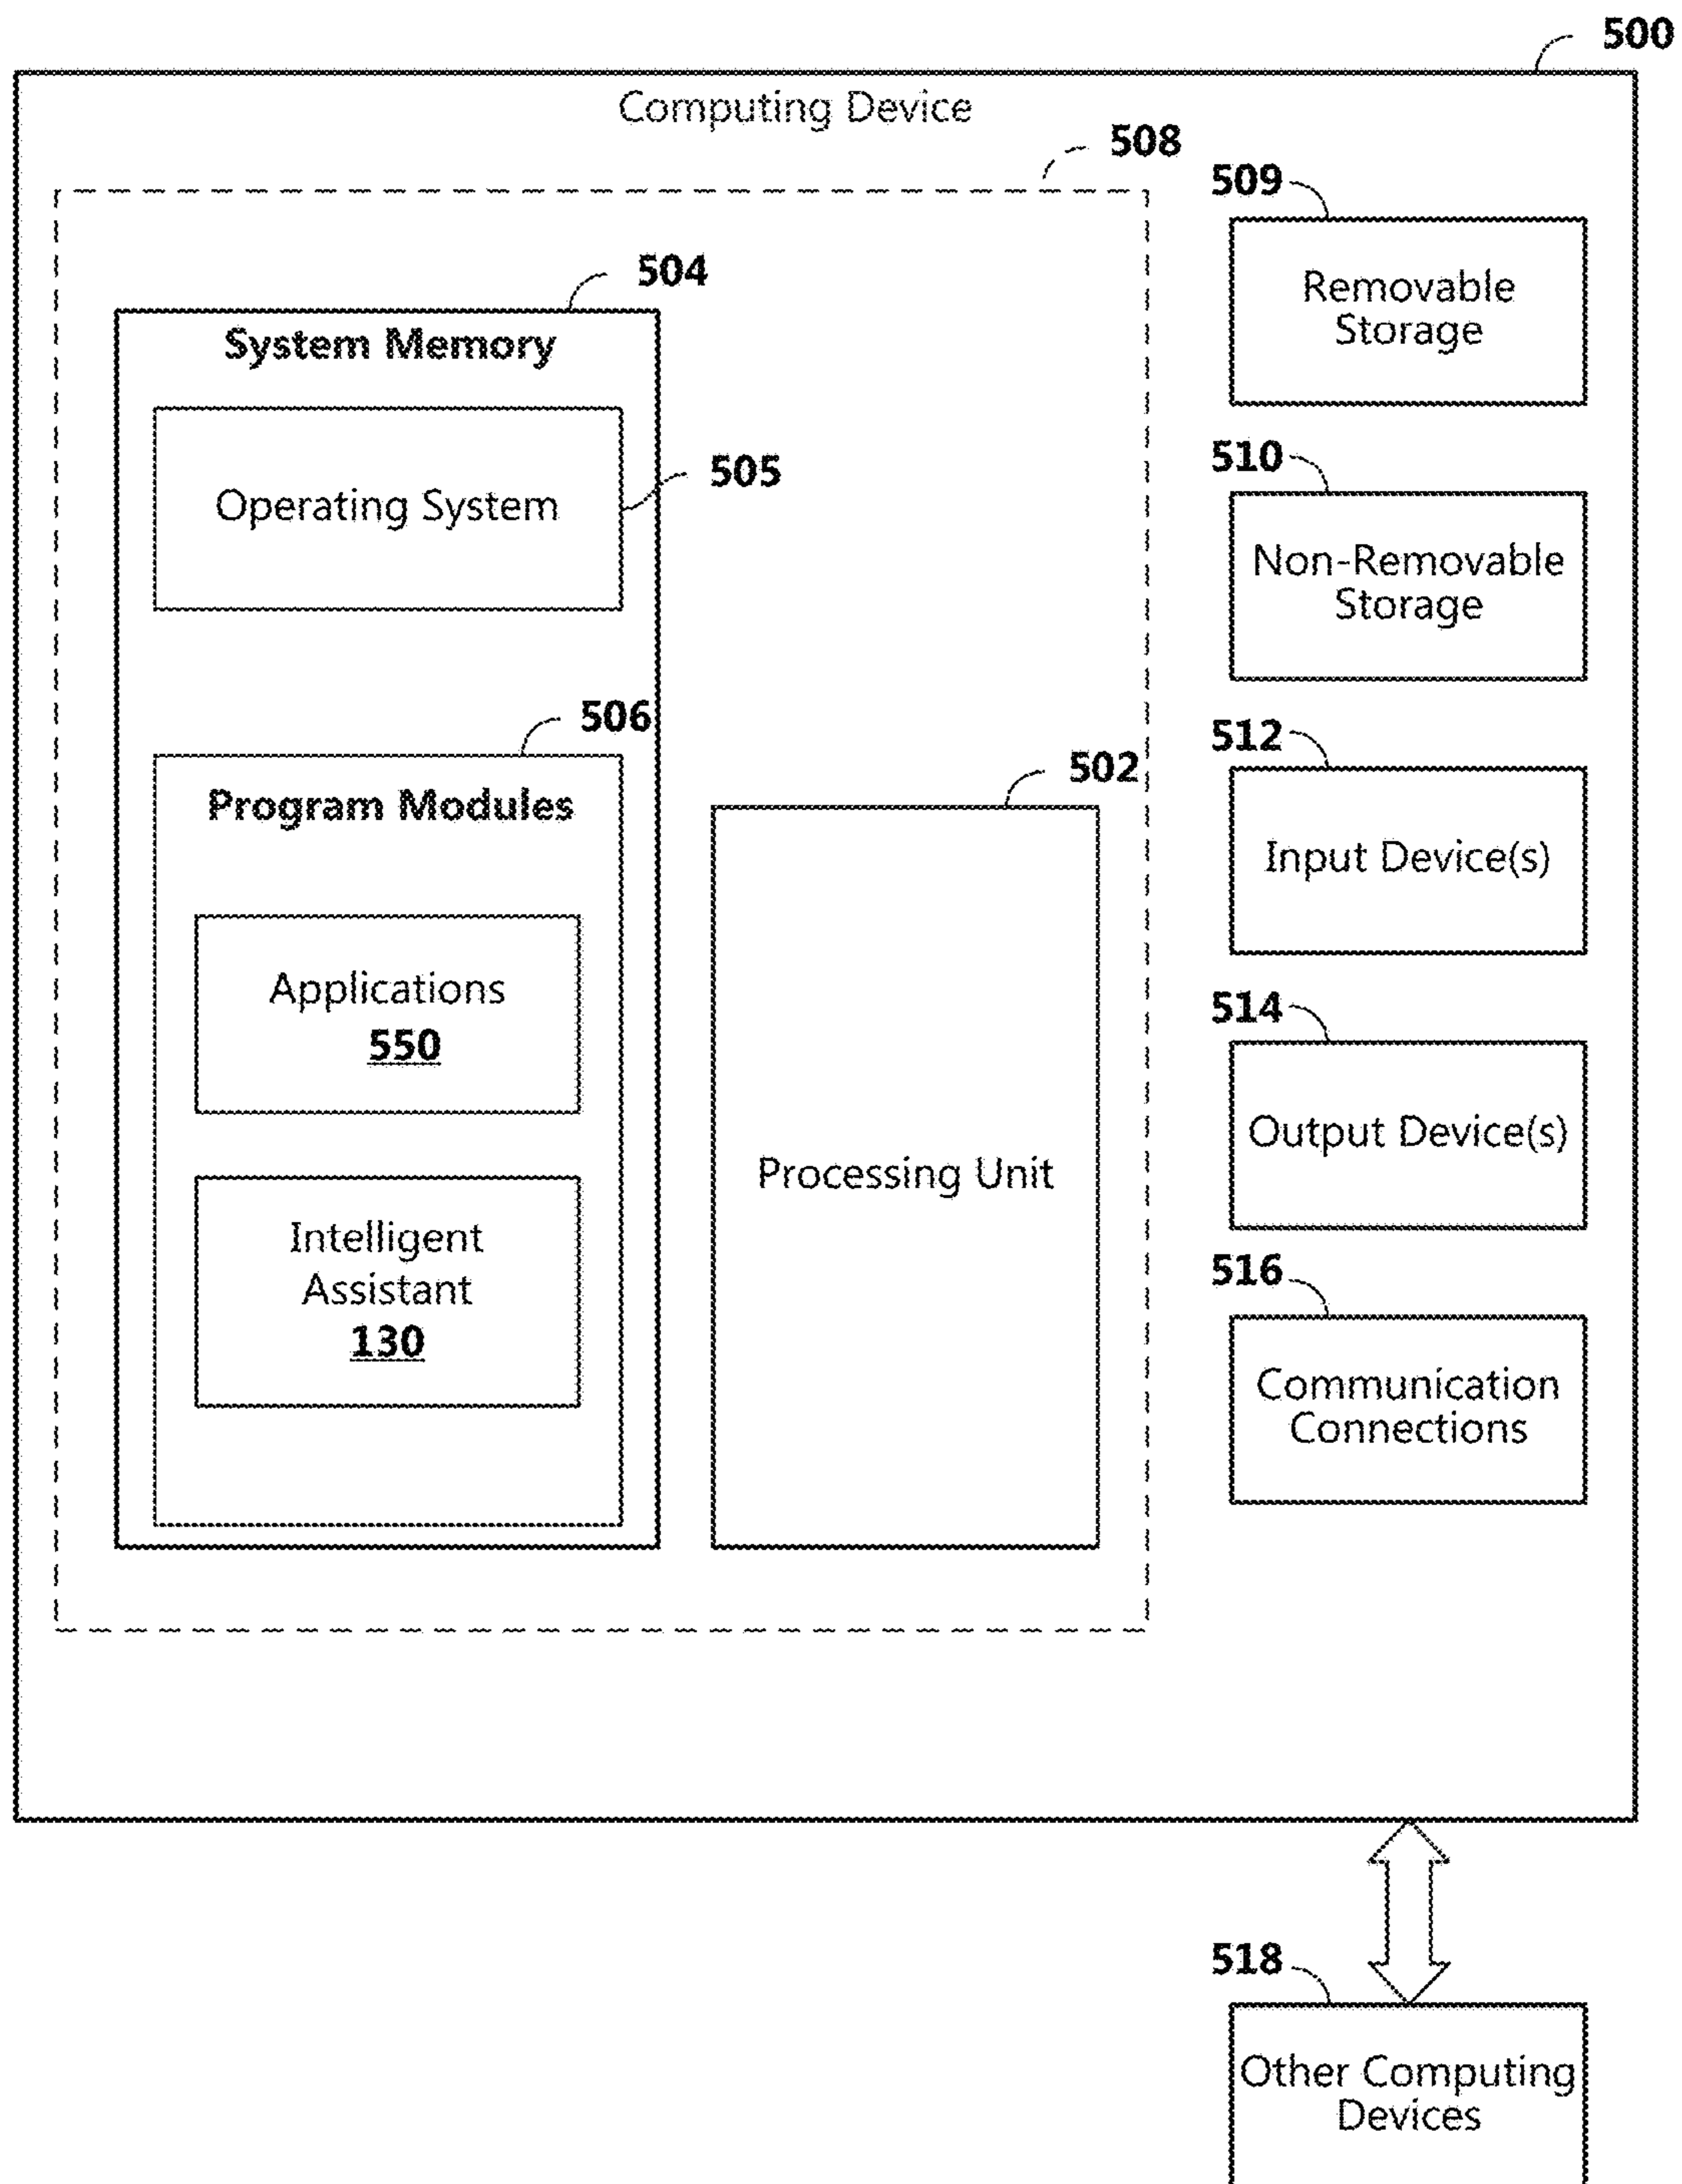 500
Computing Device
508
509
Removable
Storage
504
System Memory
Operating System
505
510
Non-Removable
Storage
506
Program Modules
502
512
Input Device(s)
Applications
550
514
Output Device(s)
Processing Unit
Intelligent
Assistant
130
516
Communication
Connections
518
Other Computing
Devices